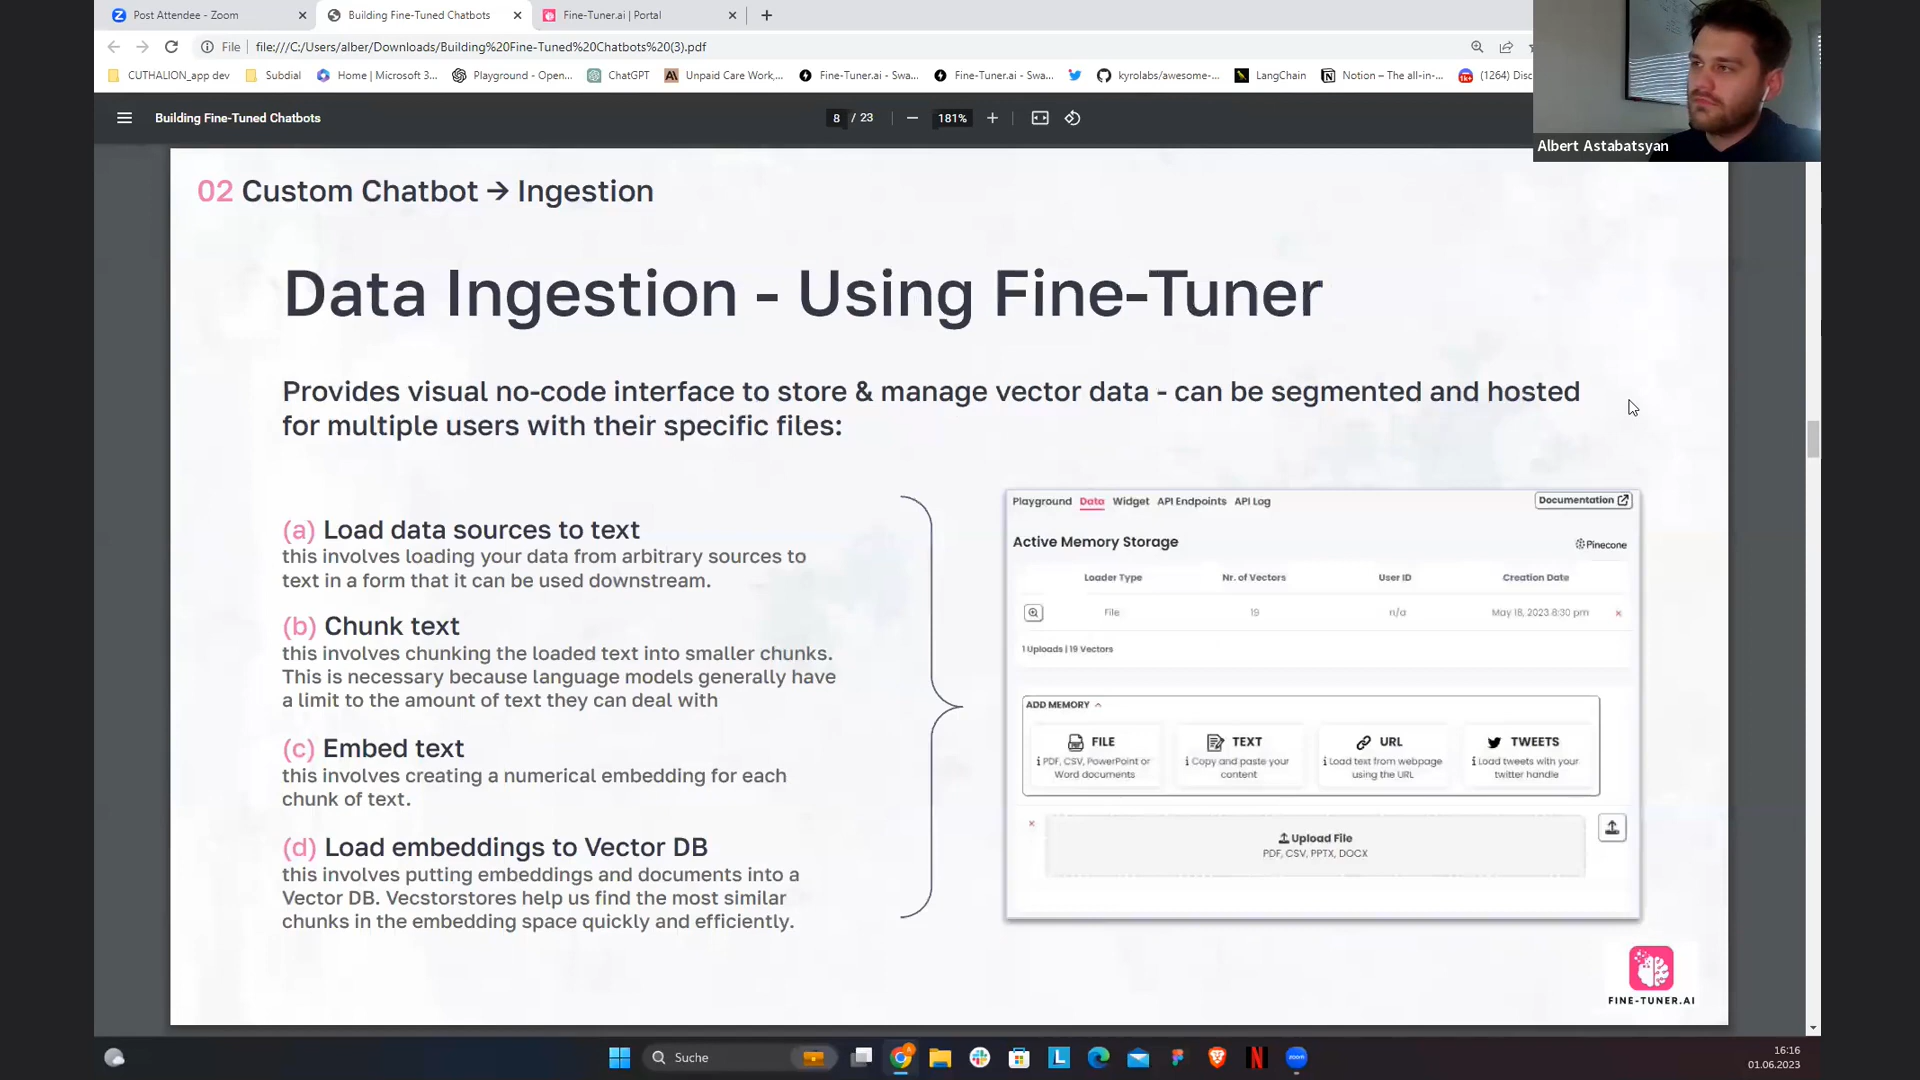 Post Attendee - Zoom
Building Fine-Tuned Chatbots
Fine-Tuner.ai | Portal
File
file:///C:/Users/alber/Downloads/Building%20Fine-Tuned%20Chatbots%20(3).pdf
CUTHALION_app dev
Subdial
Home | Microsoft 3...
Playground - Open...
ChatGPT
Unpaid Care Work,...
Fine-Tuner.ai - Swa...
Fine-Tuner.ai - Swa...
kyrolabs/awesome-...
LangChain
Notion – The all-in-...
(1264) Disc
Building Fine-Tuned Chatbots
8 / 23
181%
Albert Astabatsyan
02 Custom Chatbot → Ingestion
Data Ingestion - Using Fine-Tuner
Provides visual no-code interface to store & manage vector data - can be segmented and hosted
for multiple users with their specific files:
(a) Load data sources to text
this involves loading your data from arbitrary sources to
text in a form that it can be used downstream.
(b) Chunk text
this involves chunking the loaded text into smaller chunks.
This is necessary because language models generally have
a limit to the amount of text they can deal with
(c) Embed text
this involves creating a numerical embedding for each
chunk of text.
(d) Load embeddings to Vector DB
this involves putting embeddings and documents into a
Vector DB. Vecstorstores help us find the most similar
chunks in the embedding space quickly and efficiently.
Playground Data Widget API Endpoints API Log
Documentation
Active Memory Storage
Pinecone
Loader Type Nr. of Vectors User ID Creation Date
File 19 n/a May 18, 2023 8:30 pm
1 Uploads | 19 Vectors
ADD MEMORY
FILE
PDF, CSV, PowerPoint or
Word documents
TEXT
Copy and paste your
content
URL
Load text from webpage
using the URL
TWEETS
Load tweets with your
twitter handle
Upload File
PDF, CSV, PPTX, DOCX
FINE-TUNER.AI
Suche
16:16
01.06.2023